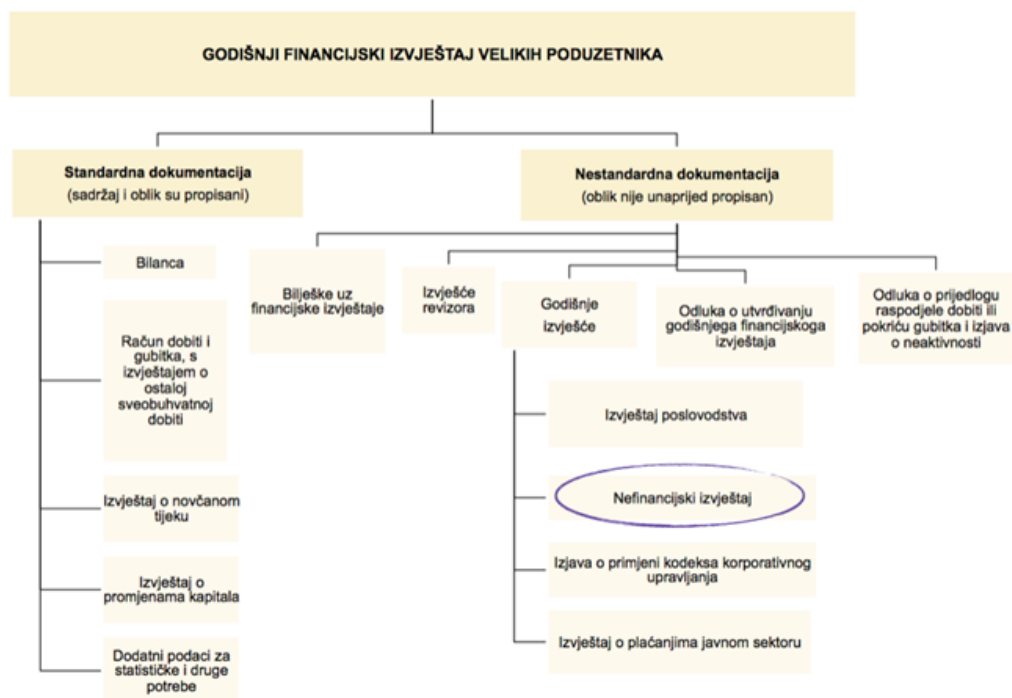 GODIŠNJI FINANCIJSKI IZVJEŠTAJ VELIKIH PODUZETNIKA
Standardna dokumentacija
(sadržaj i oblik su propisani)
Nestandardna dokumentacija
(oblik nije unaprijed propisan)
Bilanca
Račun dobiti i
gubitka, s
izvještajem o
ostaloj
sveobuhvatnoj
dobiti
Izvještaj o novčanom
tijeku
Izvještaj o
promjenama kapitala
Dodatni podaci za
statističke i druge
potrebe
Bilješke uz
financijske izvještaje
Izvješće
revizora
Godišnje
izvješće
Odluka o utvrđivanju
godišnjega financijskoga
izvještaja
Odluka o prijedlogu
raspodjele dobiti ili
pokriću gubitka i izjava
o neaktivnosti
Izvještaj poslovodstva
Nefinancijski izvještaj
Izjava o primjeni kodeksa korporativnog
upravljanja
Izvještaj o plaćanjima javnom sektoru